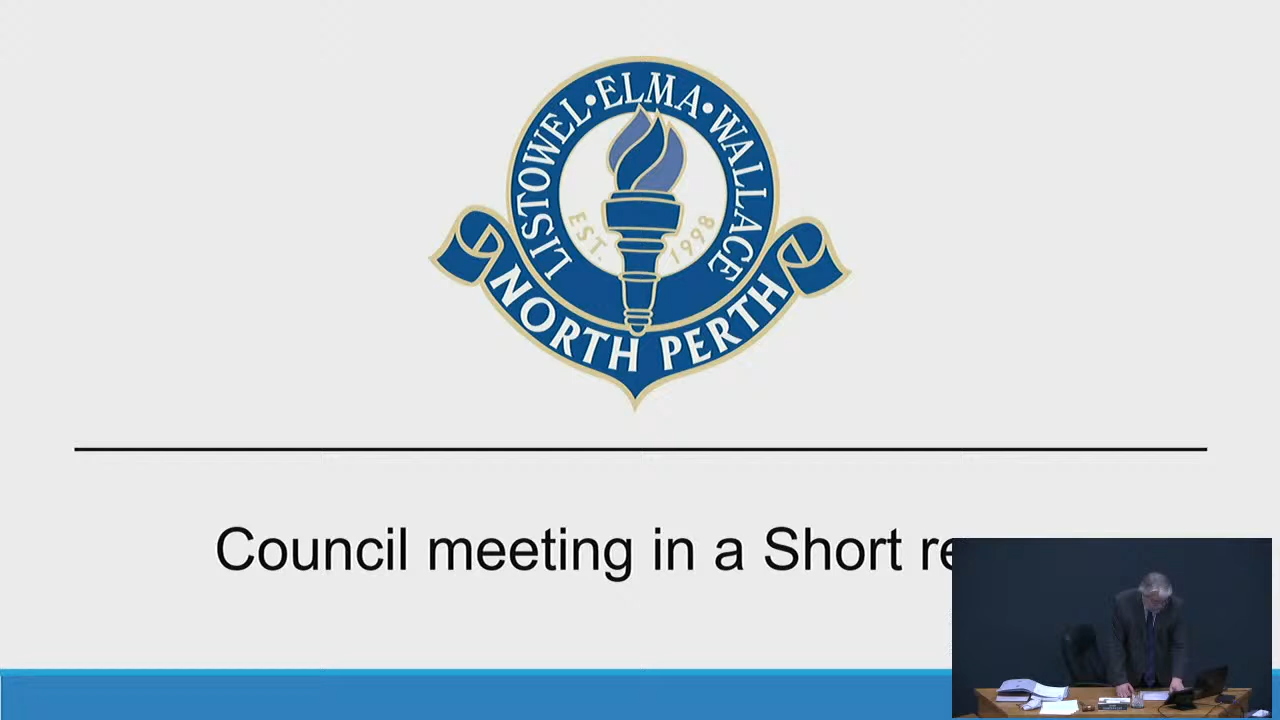 LISTOWEL•ELMA•WALLACE
EST. 1998
NORTH PERTH
Council meeting in a Short re